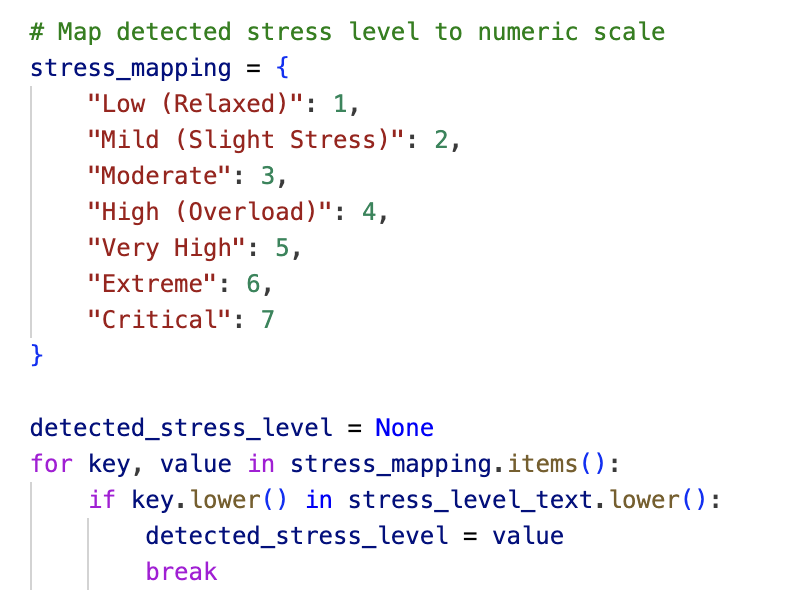 # Map detected stress level to numeric scale
stress_mapping = {
    "Low (Relaxed)": 1,
    "Mild (Slight Stress)": 2,
    "Moderate": 3,
    "High (Overload)": 4,
    "Very High": 5,
    "Extreme": 6,
    "Critical": 7
}

detected_stress_level = None
for key, value in stress_mapping.items():
    if key.lower() in stress_level_text.lower():
        detected_stress_level = value
        break